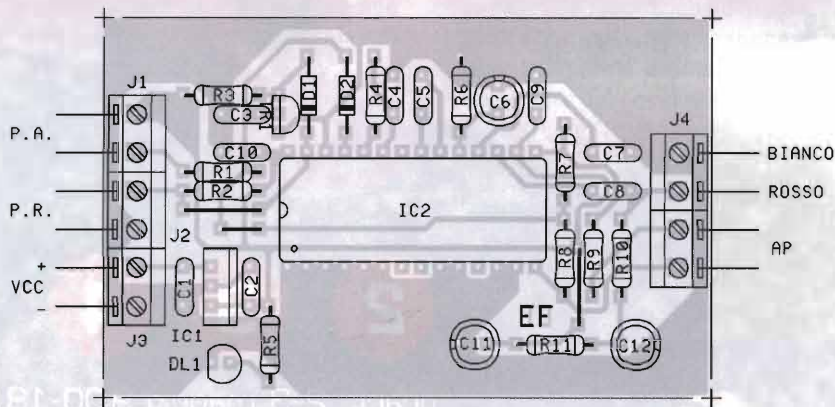 J1
R3
C3
TR1
D1
D2
R4
C4
C5
R6
C6
C9
J4
P.A.
C10
R1
R2
R7
C7
C8
BIANCO
ROSSO
P.R.
J2
IC2
AP
+
VCC
-
C1
C2
R8
R9
R10
J3
IC1
DL1
R5
EF
C11
R11
C12